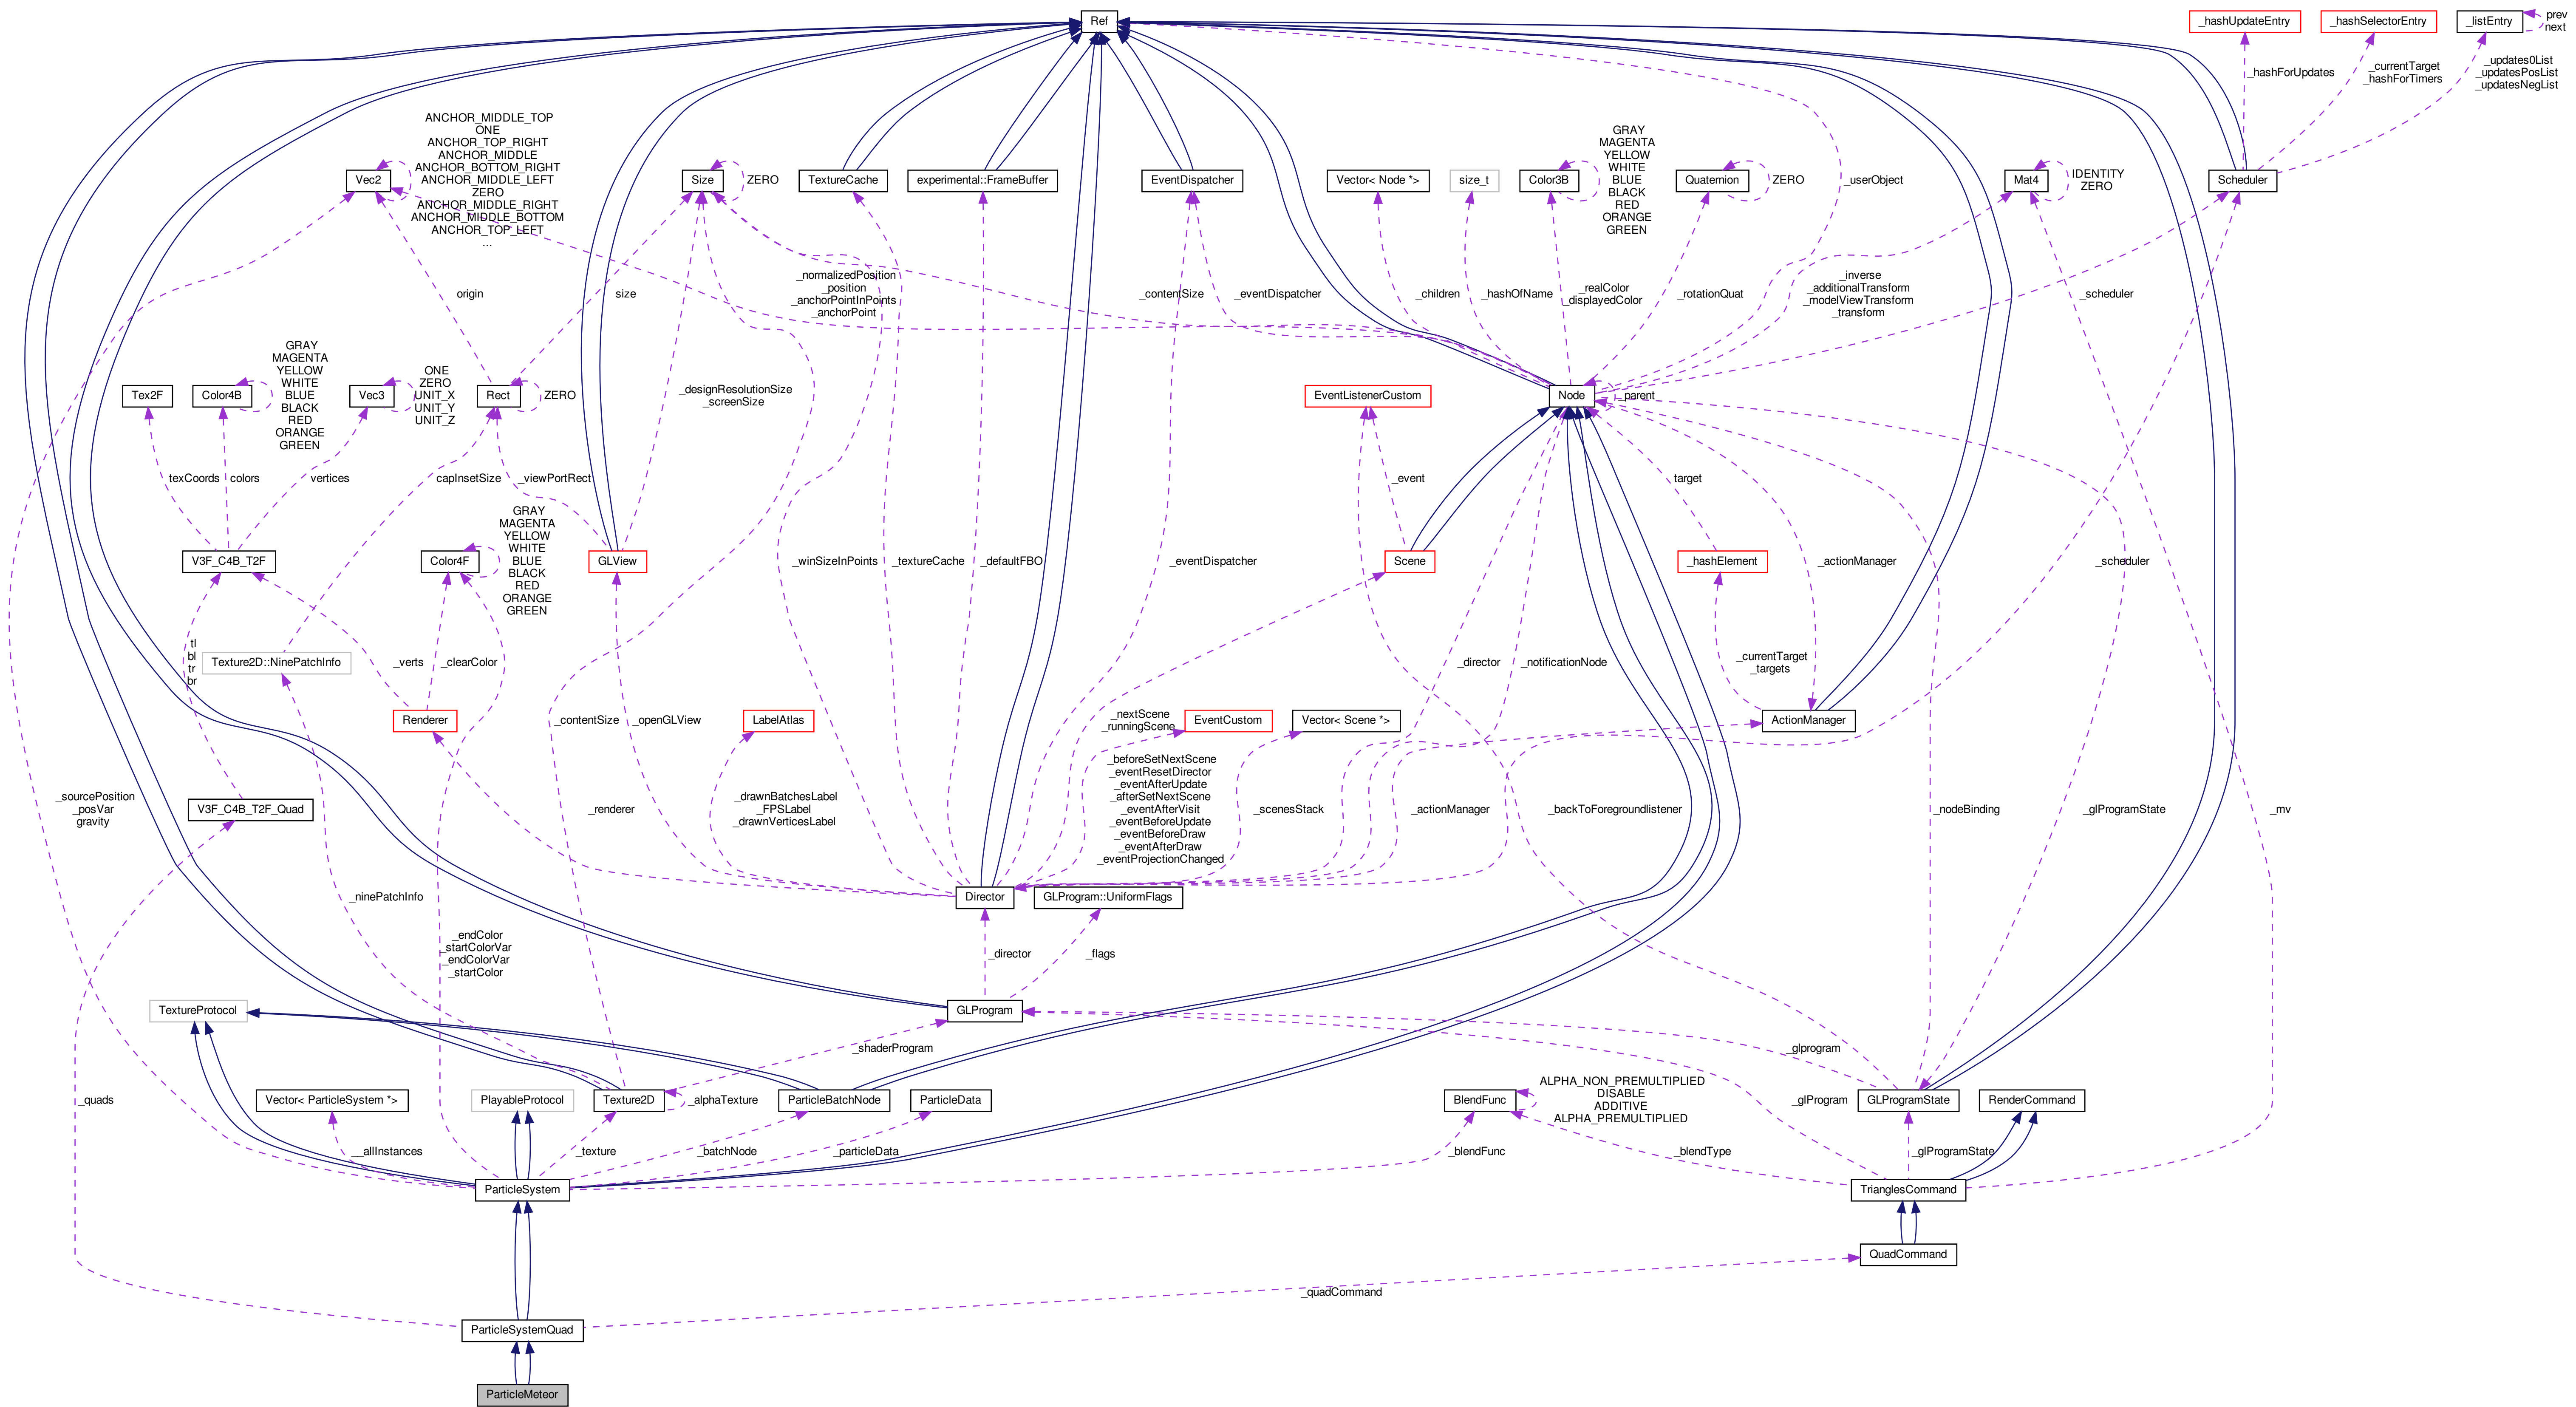 Ref
_hashUpdateEntry
_hashSelectorEntry
_listEntry
prev
next
_hashForUpdates
_currentTarget
_hashForTimers
_updates0List
_updatesPosList
_updatesNegList
ANCHOR_MIDDLE_TOP
ONE
ANCHOR_TOP_RIGHT
ANCHOR_MIDDLE
ANCHOR_BOTTOM_RIGHT
ANCHOR_MIDDLE_LEFT
ZERO
ANCHOR_MIDDLE_RIGHT
ANCHOR_MIDDLE_BOTTOM
ANCHOR_TOP_LEFT
...
Vec2
Size
ZERO
TextureCache
experimental::FrameBuffer
EventDispatcher
Vector< Node *>
size_t
Color3B
GRAY
MAGENTA
YELLOW
WHITE
BLUE
BLACK
RED
ORANGE
GREEN
Quaternion
ZERO
_userObject
Mat4
IDENTITY
ZERO
Scheduler
origin
size
_normalizedPosition
_position
_anchorPointInPoints
_anchorPoint
_contentSize
_eventDispatcher
_children
_hashOfName
_realColor
_displayedColor
_rotationQuat
_inverse
_additionalTransform
_modelViewTransform
_transform
_scheduler
Tex2F
Color4B
GRAY
MAGENTA
YELLOW
WHITE
BLUE
BLACK
RED
ORANGE
GREEN
Vec3
ONE
ZERO
UNIT_X
UNIT_Y
UNIT_Z
Rect
ZERO
_designResolutionSize
_screenSize
EventListenerCustom
Node
_parent
texCoords
colors
vertices
capInsetSize
_viewPortRect
_event
target
V3F_C4B_T2F
Color4F
GRAY
MAGENTA
YELLOW
WHITE
BLUE
BLACK
RED
ORANGE
GREEN
GLView
_winSizeInPoints
_textureCache
_defaultFBO
_eventDispatcher
Scene
_hashElement
_actionManager
_scheduler
tl
bl
tr
br
Texture2D::NinePatchInfo
_verts
_clearColor
_director
_notificationNode
_currentTarget
_targets
Renderer
_contentSize
_openGLView
LabelAtlas
_nextScene
_runningScene
EventCustom
Vector< Scene *>
ActionManager
_sourcePosition
_posVar
gravity
V3F_C4B_T2F_Quad
_renderer
_drawnBatchesLabel
_FPSLabel
_drawnVerticesLabel
_beforeSetNextScene
_eventResetDirector
_eventAfterUpdate
_afterSetNextScene
_eventAfterVisit
_eventBeforeUpdate
_eventBeforeDraw
_eventAfterDraw
_eventProjectionChanged
_scenesStack
_actionManager
_backToForegroundlistener
_nodeBinding
_glProgramState
_mv
_ninePatchInfo
Director
GLProgram::UniformFlags
_endColor
_startColorVar
_endColorVar
_startColor
_director
_flags
TextureProtocol
GLProgram
_shaderProgram
_glprogram
_quads
Vector< ParticleSystem *>
PlayableProtocol
Texture2D
_alphaTexture
ParticleBatchNode
ParticleData
BlendFunc
ALPHA_NON_PREMULTIPLIED
DISABLE
ADDITIVE
ALPHA_PREMULTIPLIED
_glProgram
GLProgramState
RenderCommand
__allInstances
_texture
_batchNode
_particleData
_blendFunc
_blendType
_glProgramState
ParticleSystem
TrianglesCommand
QuadCommand
_quadCommand
ParticleSystemQuad
ParticleMeteor